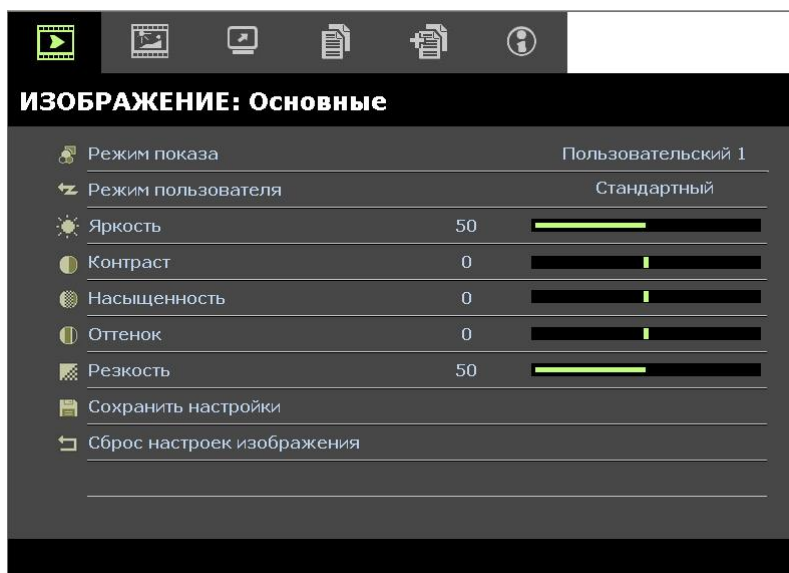 ИЗОБРАЖЕНИЕ: Основные
Режим показа Пользовательский 1
Режим пользователя Стандартный
Яркость 50
Контраст 0
Насыщенность 0
Оттенок 0
Резкость 50
Сохранить настройки
Сброс настроек изображения